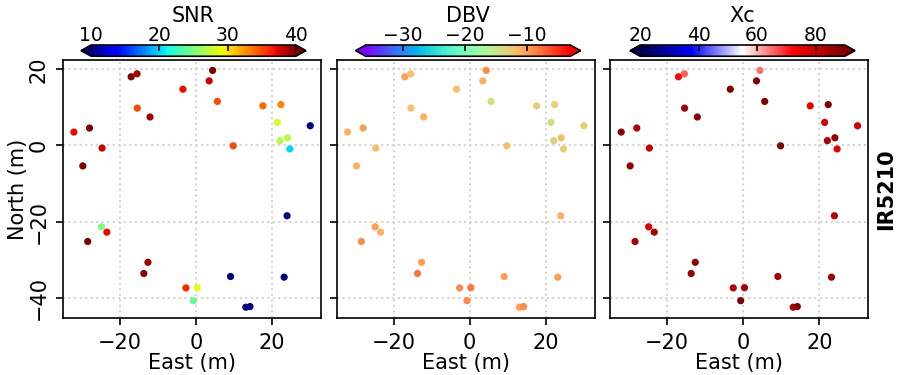 SNR DBV Xc
10 20 30 40 −30 −20 −10 20 40 60 80
20
0
−20
−40
North (m)
IR5210
−20 0 20 −20 0 20 −20 0 20
East (m) East (m) East (m)